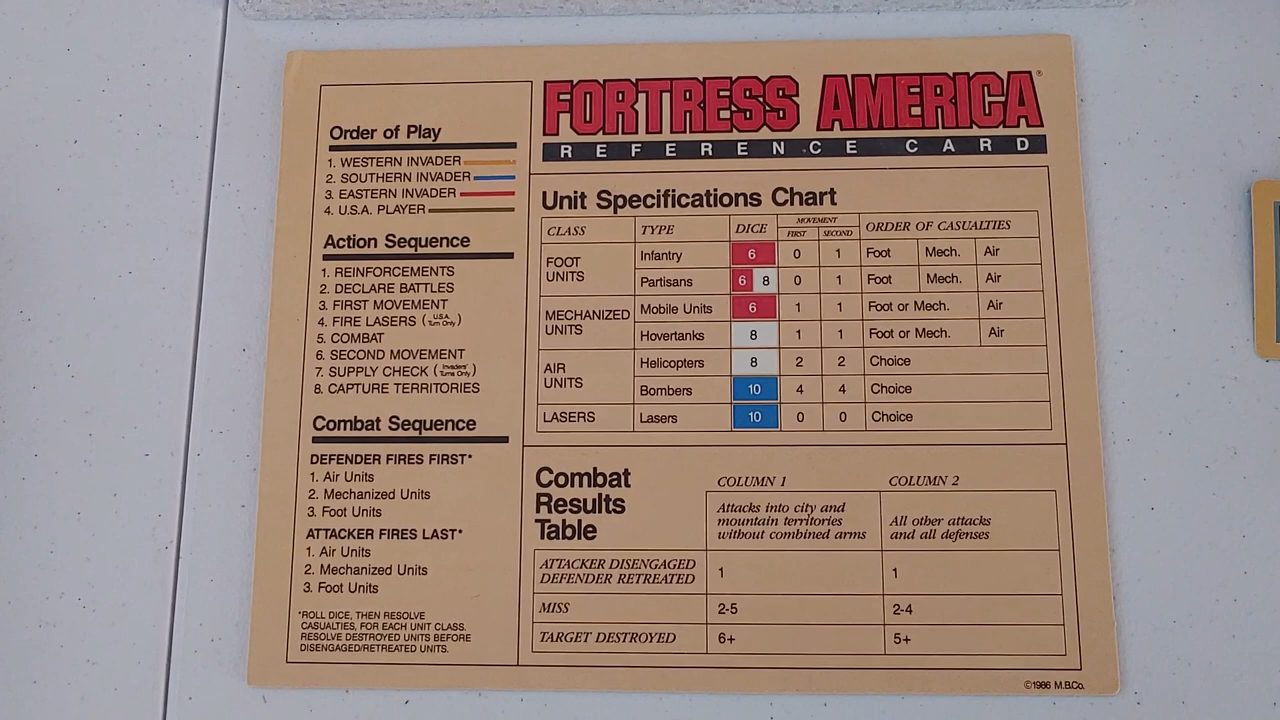 FORTRESS AMERICA®
REFERENCE CARD
Order of Play
1. WESTERN INVADER
2. SOUTHERN INVADER
3. EASTERN INVADER
4. U.S.A. PLAYER
Action Sequence
1. REINFORCEMENTS
2. DECLARE BATTLES
3. FIRST MOVEMENT
4. FIRE LASERS (U.S.A. Turn Only)
5. COMBAT
6. SECOND MOVEMENT
7. SUPPLY CHECK (Invaders' Turns Only)
8. CAPTURE TERRITORIES
Combat Sequence
DEFENDER FIRES FIRST*
1. Air Units
2. Mechanized Units
3. Foot Units
ATTACKER FIRES LAST*
1. Air Units
2. Mechanized Units
3. Foot Units
*ROLL DICE, THEN RESOLVE
CASUALTIES, FOR EACH UNIT CLASS.
RESOLVE DESTROYED UNITS BEFORE
DISENGAGED/RETREATED UNITS.
Unit Specifications Chart
CLASS TYPE DICE MOVEMENT FIRST SECOND ORDER OF CASUALTIES
FOOT UNITS Infantry 6 0 1 Foot Mech. Air
Partisans 6 8 0 1 Foot Mech. Air
MECHANIZED UNITS Mobile Units 6 1 1 Foot or Mech. Air
Hovertanks 8 1 1 Foot or Mech. Air
AIR UNITS Helicopters 8 2 2 Choice
Bombers 10 4 4 Choice
LASERS Lasers 10 0 0 Choice
Combat
Results
Table
COLUMN 1 COLUMN 2
Attacks into city and
mountain territories
without combined arms
All other attacks
and all defenses
ATTACKER DISENGAGED
DEFENDER RETREATED 1 1
MISS 2-5 2-4
TARGET DESTROYED 6+ 5+
©1986 M.B.Co.